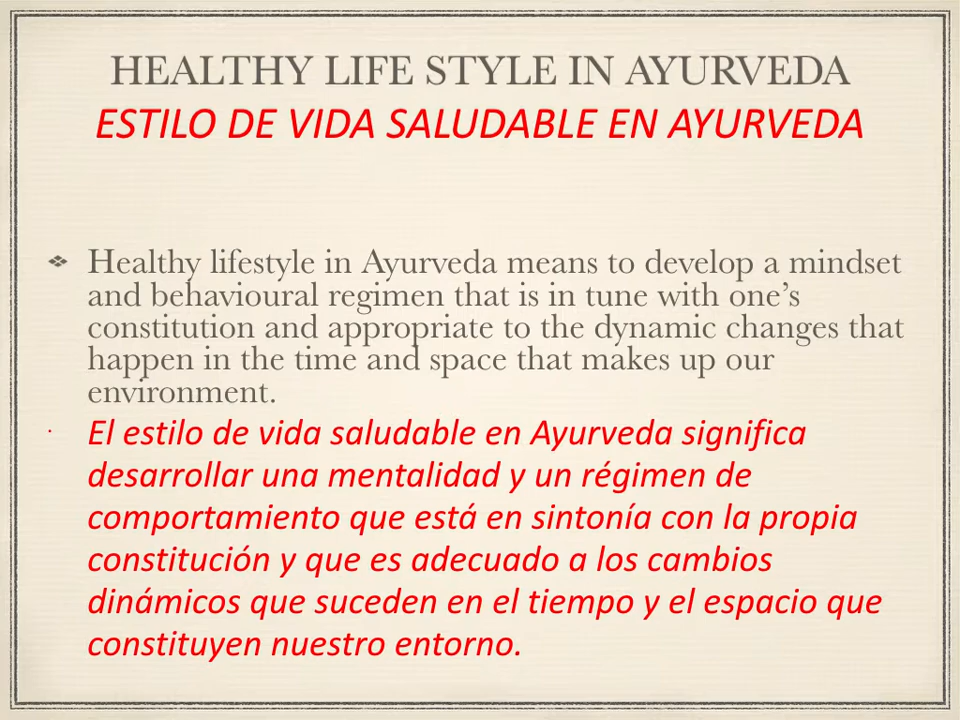 HEALTHY LIFE STYLE IN AYURVEDA
ESTILO DE VIDA SALUDABLE EN AYURVEDA
Healthy lifestyle in Ayurveda means to develop a mindset
and behavioural regimen that is in tune with one’s
constitution and appropriate to the dynamic changes that
happen in the time and space that makes up our
environment.
El estilo de vida saludable en Ayurveda significa
desarrollar una mentalidad y un régimen de
comportamiento que está en sintonía con la propia
constitución y que es adecuado a los cambios
dinámicos que suceden en el tiempo y el espacio que
constituyen nuestro entorno.